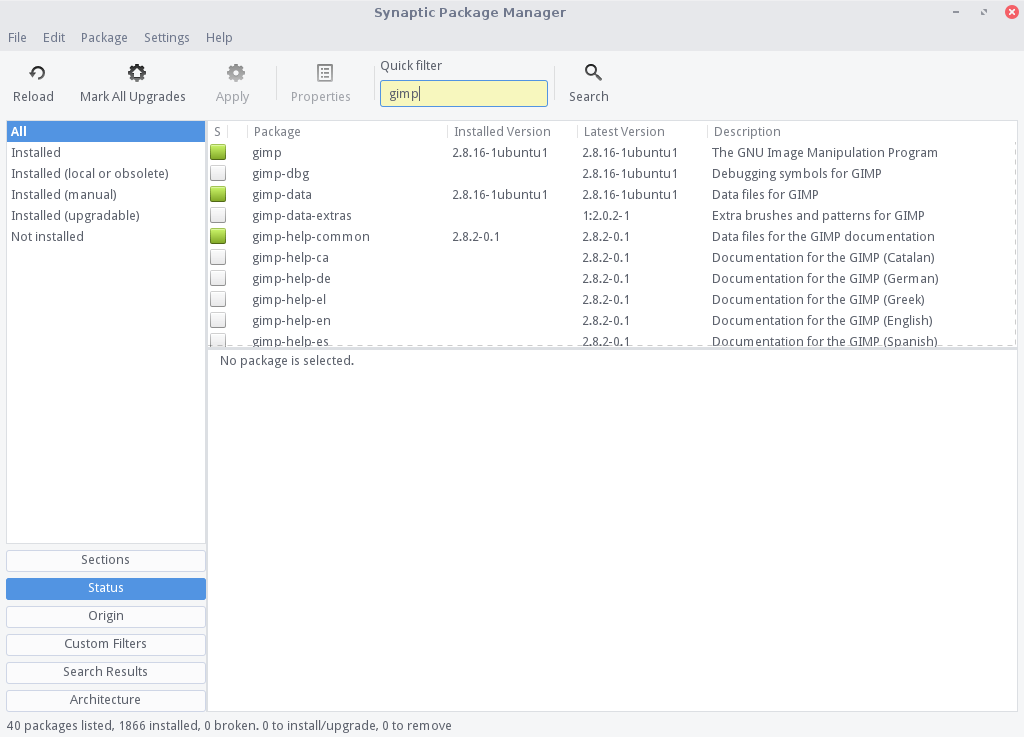 Synaptic Package Manager
File Edit Package Settings Help
Reload Mark All Upgrades Apply Properties Quick filter gimp Search
All
Installed
Installed (local or obsolete)
Installed (manual)
Installed (upgradable)
Not installed
S Package Installed Version Latest Version Description
gimp 2.8.16-1ubuntu1 2.8.16-1ubuntu1 The GNU Image Manipulation Program
gimp-dbg 2.8.16-1ubuntu1 Debugging symbols for GIMP
gimp-data 2.8.16-1ubuntu1 2.8.16-1ubuntu1 Data files for GIMP
gimp-data-extras 1:2.0.2-1 Extra brushes and patterns for GIMP
gimp-help-common 2.8.2-0.1 2.8.2-0.1 Data files for the GIMP documentation
gimp-help-ca 2.8.2-0.1 Documentation for the GIMP (Catalan)
gimp-help-de 2.8.2-0.1 Documentation for the GIMP (German)
gimp-help-el 2.8.2-0.1 Documentation for the GIMP (Greek)
gimp-help-en 2.8.2-0.1 Documentation for the GIMP (English)
gimp-help-es 2.8.2-0.1 Documentation for the GIMP (Spanish)
No package is selected.
Sections
Status
Origin
Custom Filters
Search Results
Architecture
40 packages listed, 1866 installed, 0 broken. 0 to install/upgrade, 0 to remove